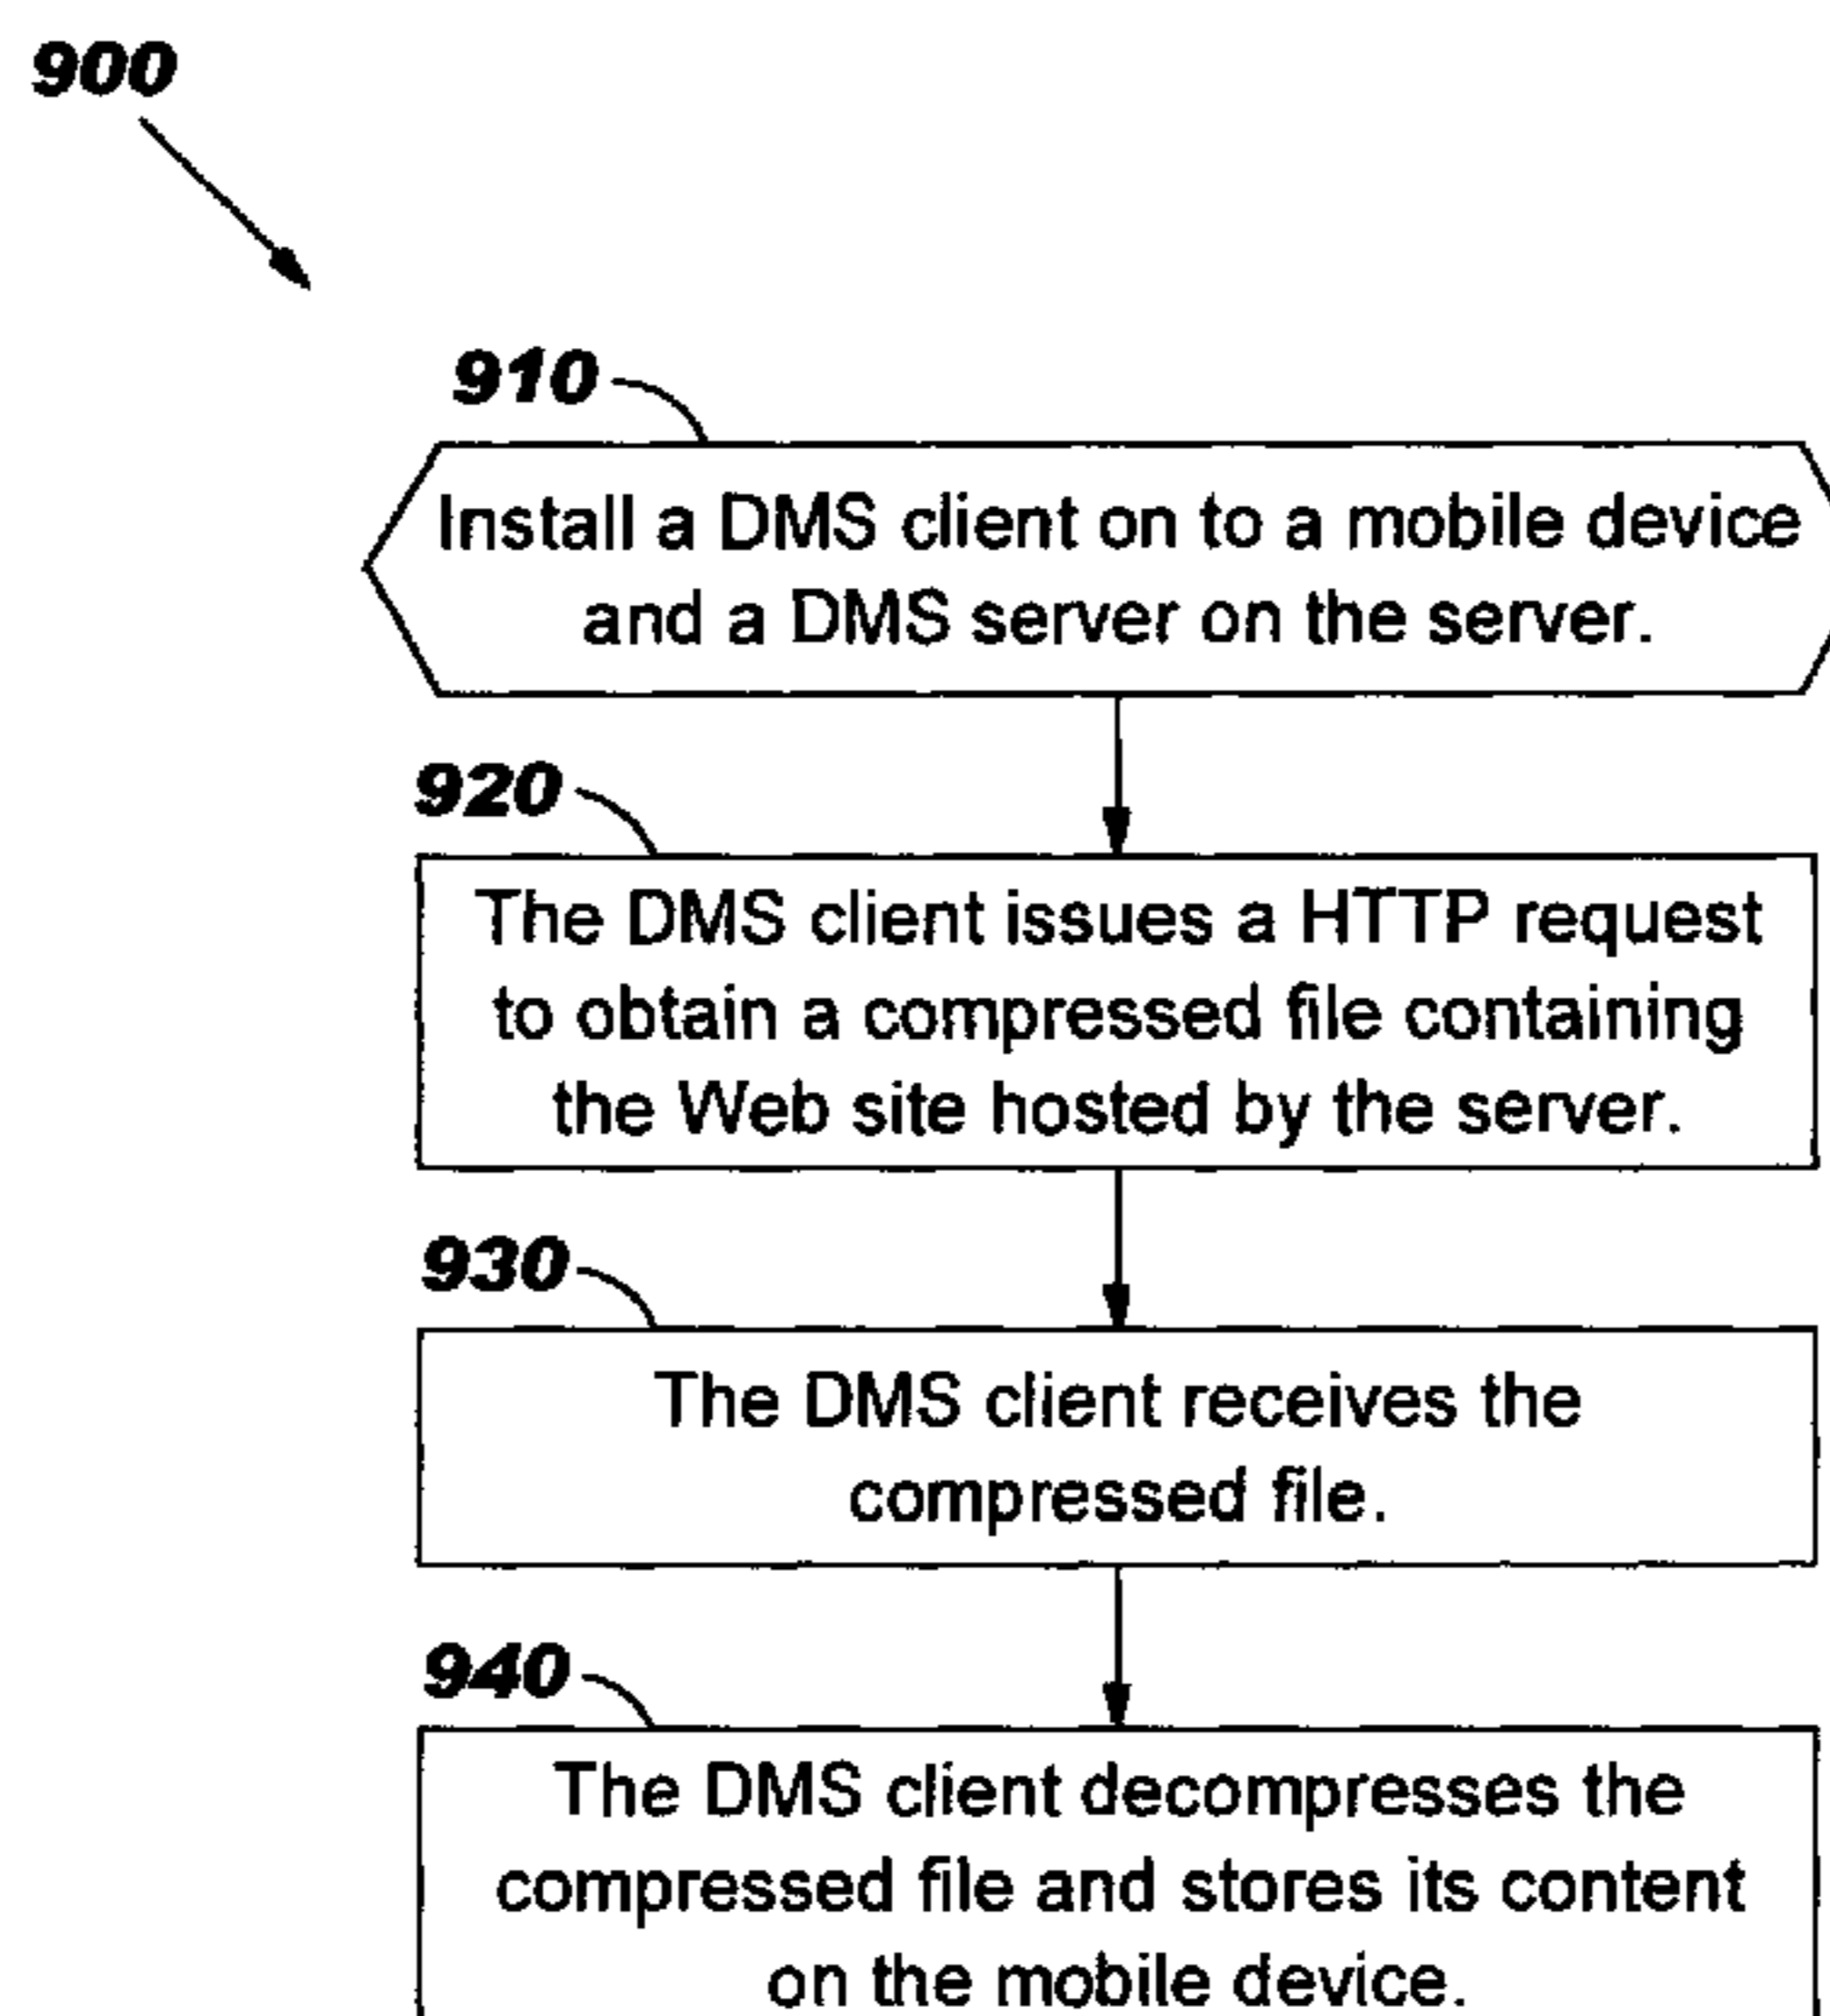 900
910
Install a DMS client on to a mobile device
and a DMS server on the server.
920
The DMS client issues a HTTP request
to obtain a compressed file containing
the Web site hosted by the server.
930
The DMS client receives the
compressed file.
940
The DMS client decompresses the
compressed file and stores its content
on the mobile device.